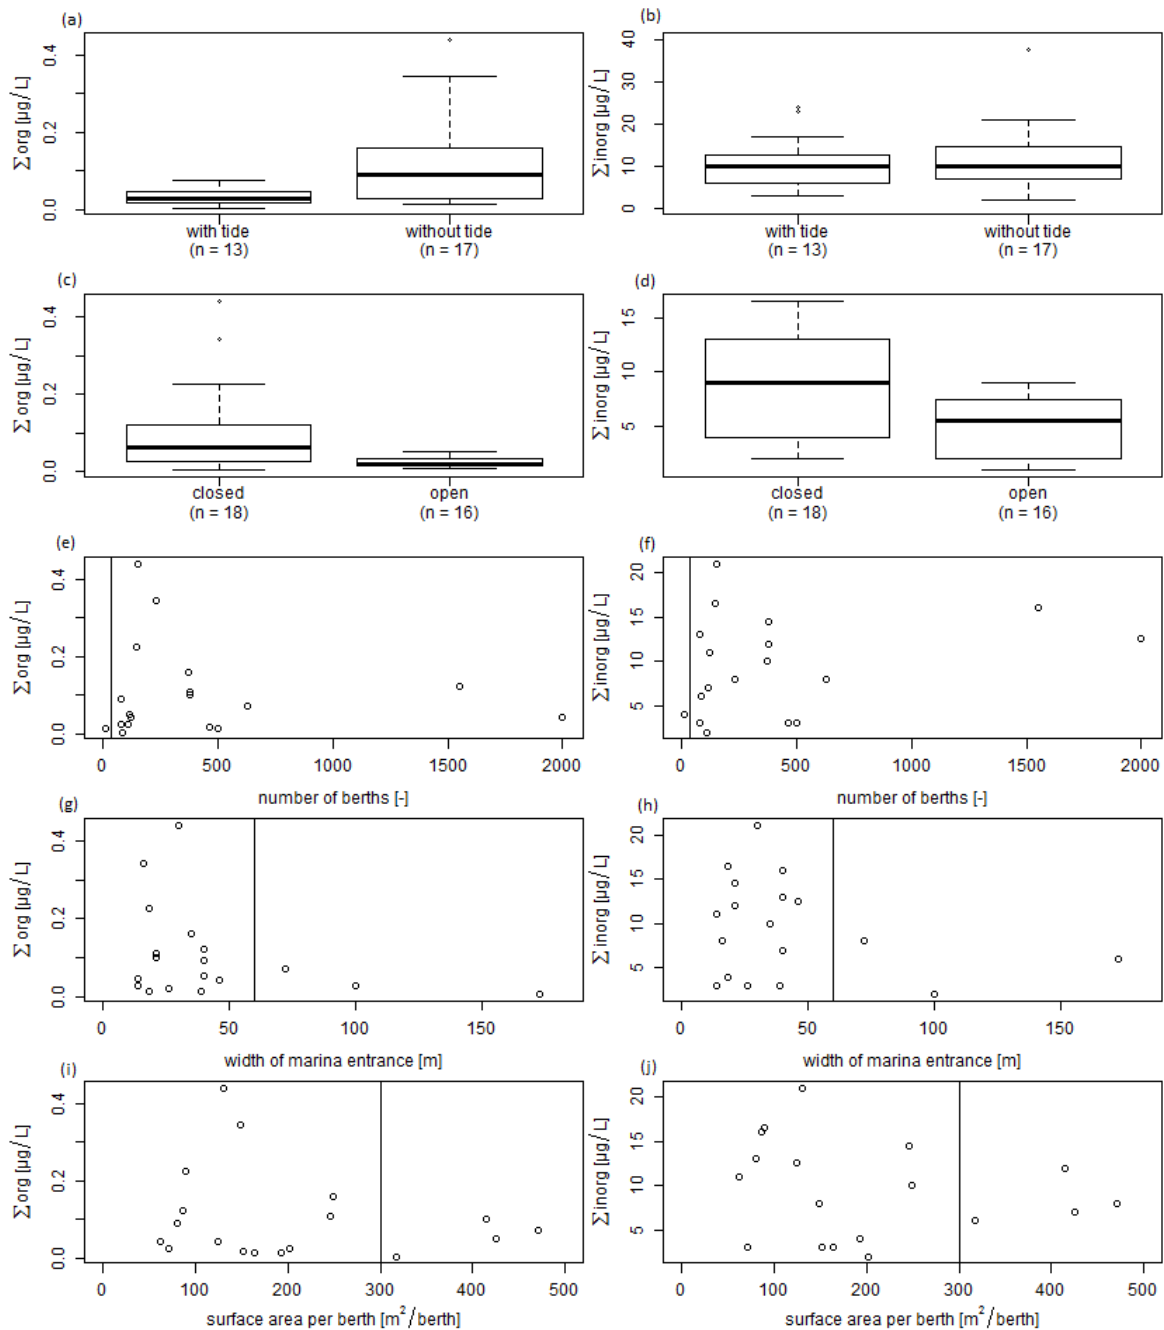 (a)
∑ org [µg/L]
0.0 0.2 0.4
with tide without tide
(n = 13) (n = 17)
(b)
∑ inorg [µg/L]
0 10 20 30 40
with tide without tide
(n = 13) (n = 17)
(c)
∑ org [µg/L]
0.0 0.2 0.4
closed open
(n = 18) (n = 16)
(d)
∑ inorg [µg/L]
5 10 15
closed open
(n = 18) (n = 16)
(e)
∑ org [µg/L]
0.0 0.2 0.4
0 500 1000 1500 2000
number of berths [-]
(f)
∑ inorg [µg/L]
5 10 15 20
0 500 1000 1500 2000
number of berths [-]
(g)
∑ org [µg/L]
0.0 0.2 0.4
0 50 100 150
width of marina entrance [m]
(h)
∑ inorg [µg/L]
5 10 15 20
0 50 100 150
width of marina entrance [m]
(i)
∑ org [µg/L]
0.0 0.2 0.4
0 100 200 300 400 500
surface area per berth [m²/berth]
(j)
∑ inorg [µg/L]
5 10 15 20
0 100 200 300 400 500
surface area per berth [m²/berth]